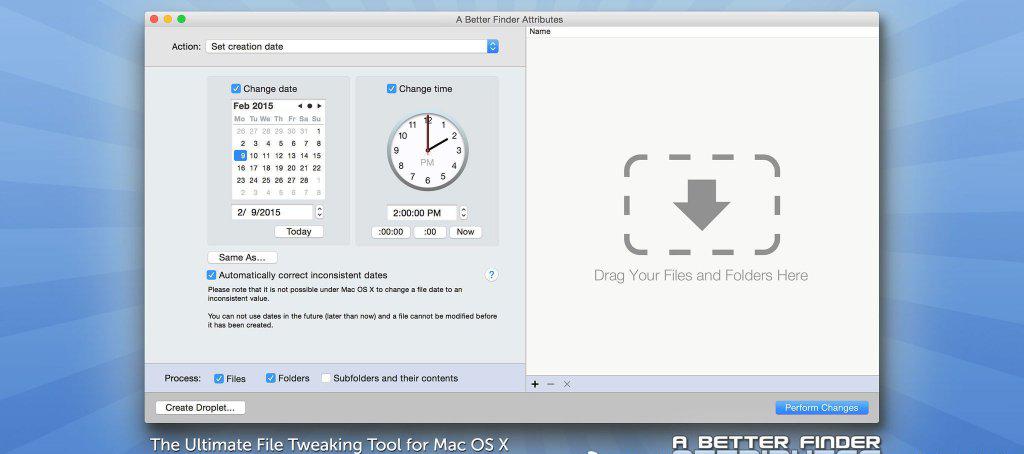 A Better Finder Attributes
Action: Set creation date
Name
Change date
Change time
Feb 2015
Mo Tu We Th Fr Sa Su
26 27 28 29 30 31 1
2 3 4 5 6 7 8
9 10 11 12 13 14 15
16 17 18 19 20 21 22
23 24 25 26 27 28 1
2 3 4 5 6 7 8
12
11 1
10 2
9 3
PM
8 4
7 5
6
2/ 9/2015
2:00:00 PM
Today
:00:00 :00 Now
Same As...
Automatically correct inconsistent dates ?
Please note that it is not possible under Mac OS X to change a file date to an
inconsistent value.
You can not use dates in the future (later than now) and a file cannot be modified before
it has been created.
Drag Your Files and Folders Here
Process: Files Folders Subfolders and their contents
Create Droplet...
Perform Changes
The Ultimate File Tweaking Tool for Mac OS X
A BETTER FINDER
ATTRIBUTES